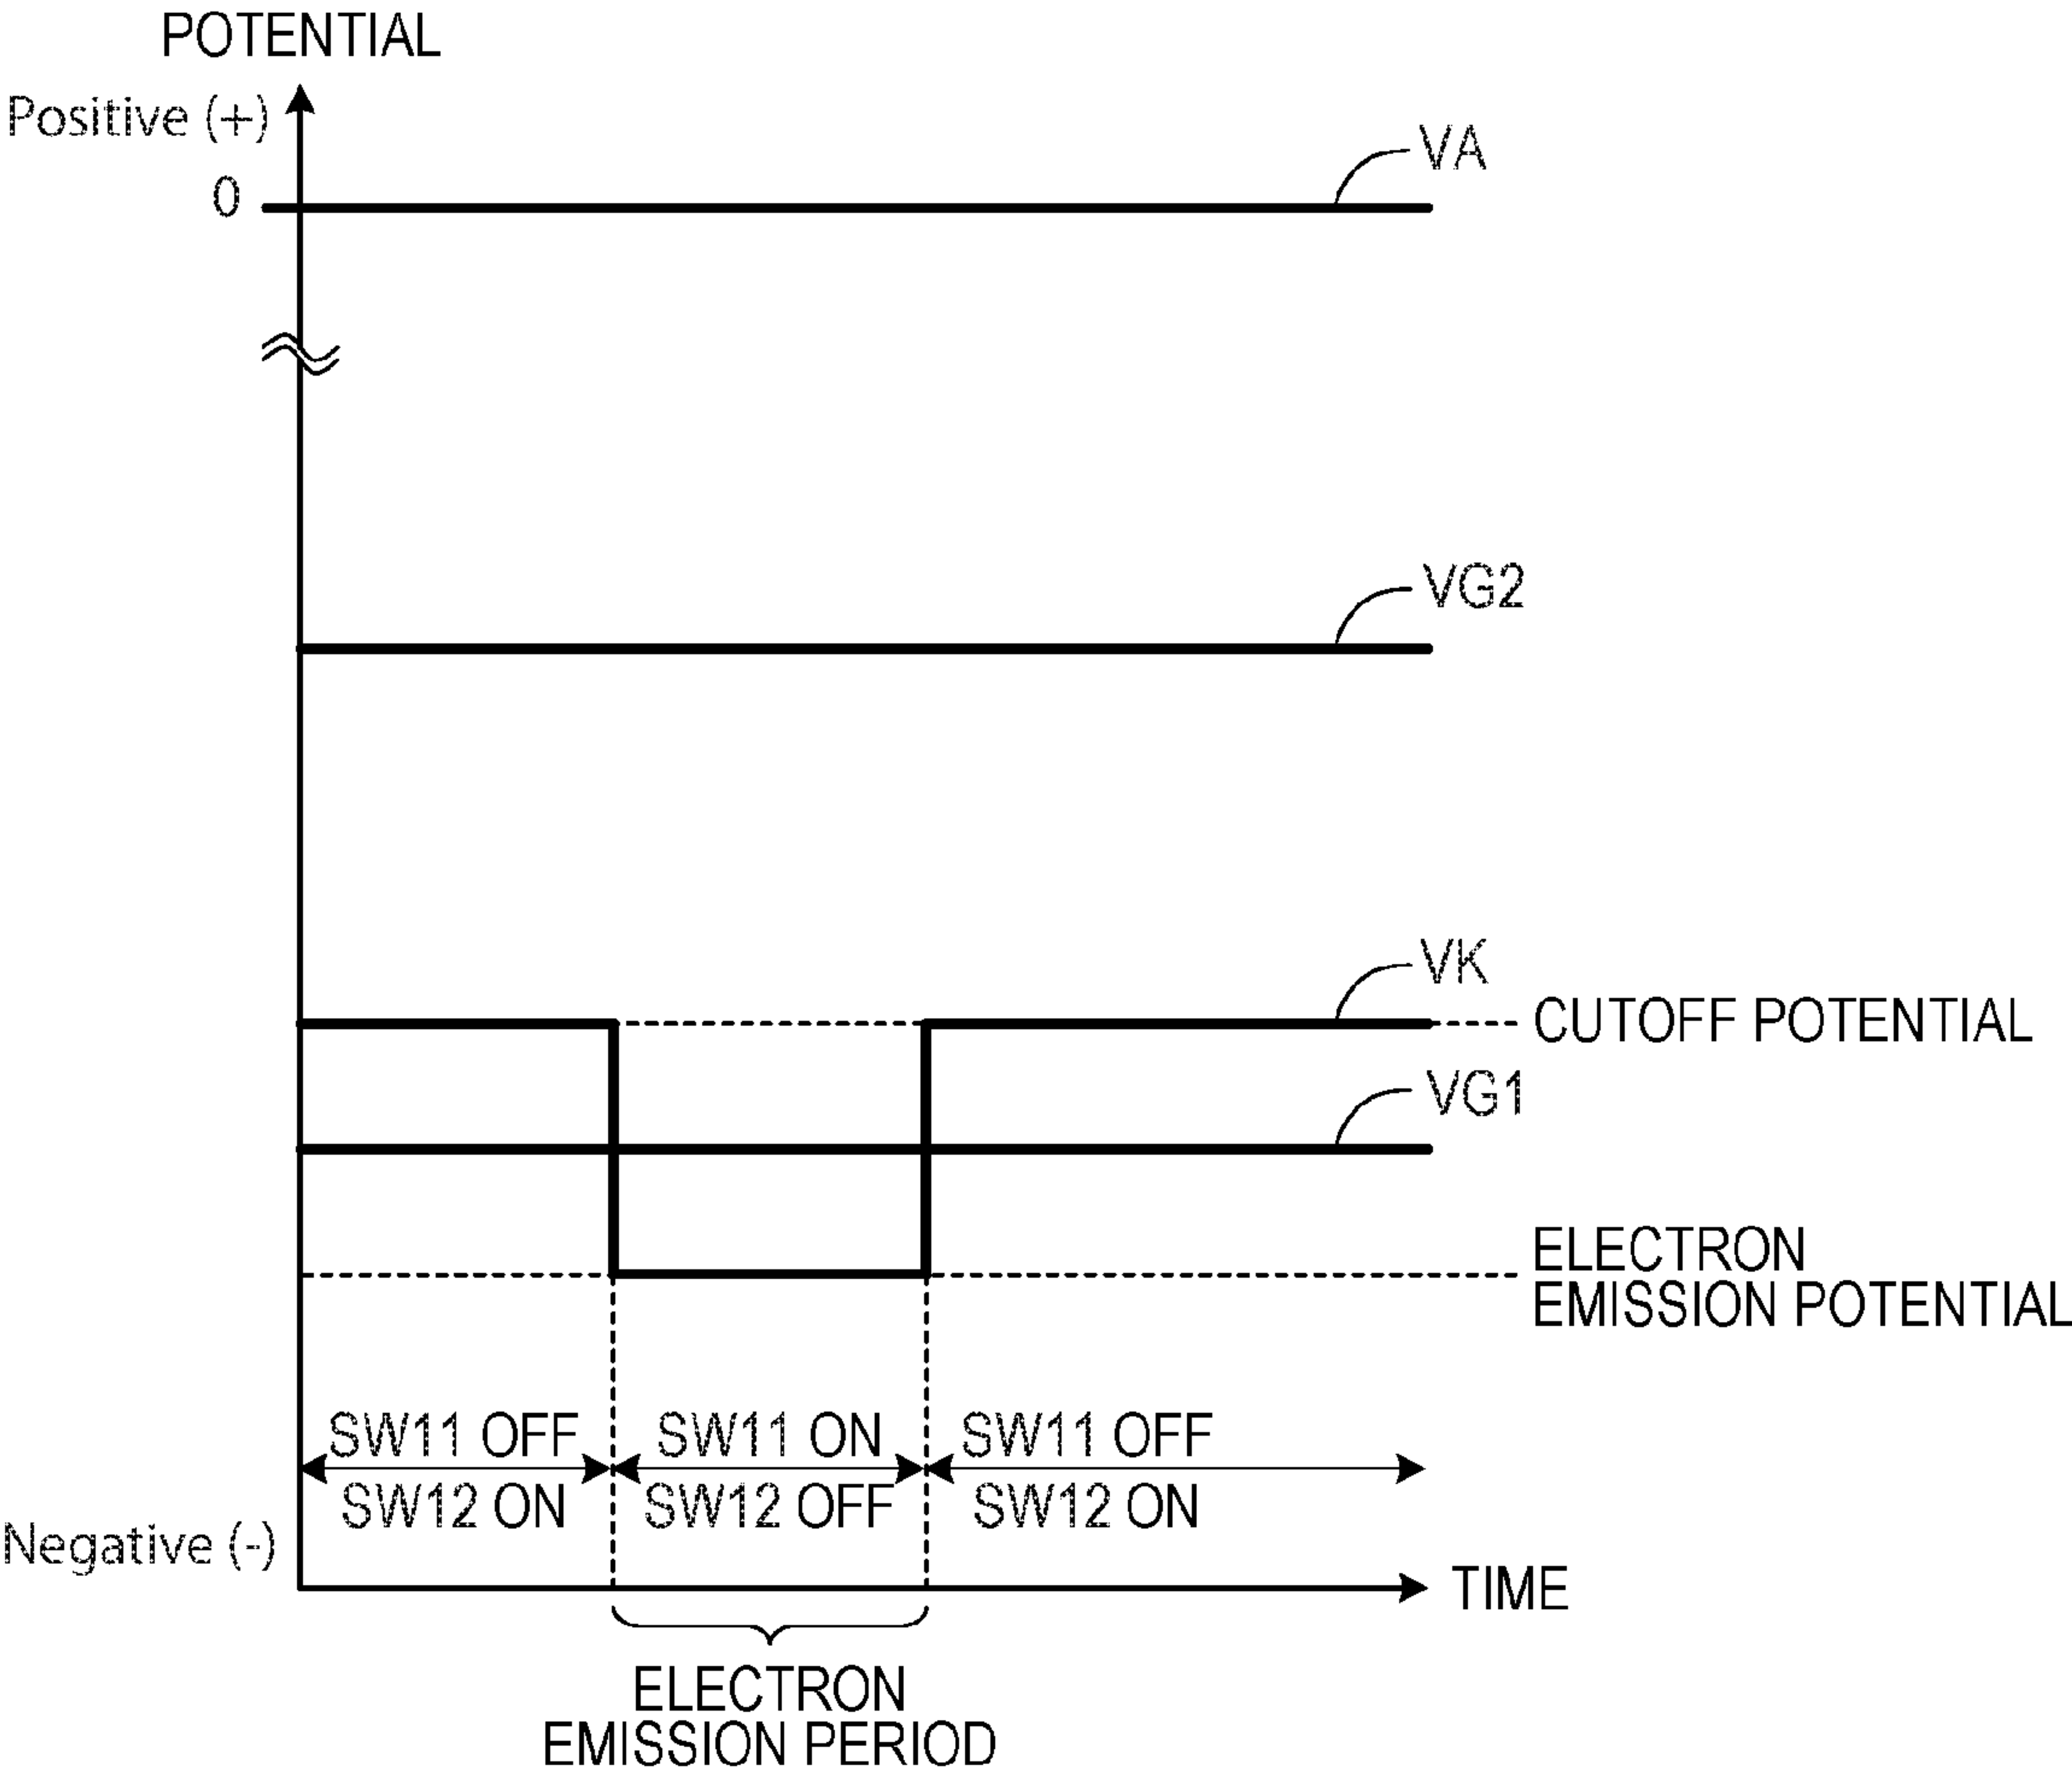 POTENTIAL
Positive (+)
0
VA
VG2
VK
CUTOFF POTENTIAL
VG1
ELECTRON
EMISSION POTENTIAL
SW11 OFF
SW11 ON
SW11 OFF
SW12 ON
SW12 OFF
SW12 ON
Negative (-)
TIME
ELECTRON
EMISSION PERIOD